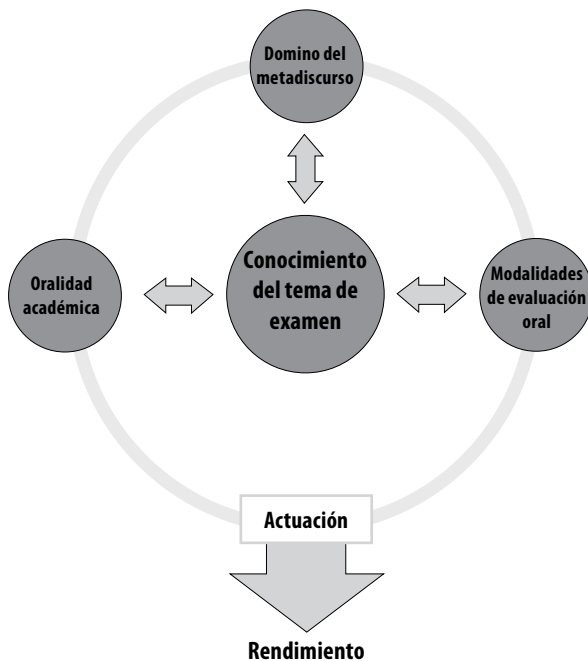 Domino del
metadiscurso
Oralidad
académica
Conocimiento
del tema de
examen
Modalidades
de evaluación
oral
Actuación
Rendimiento